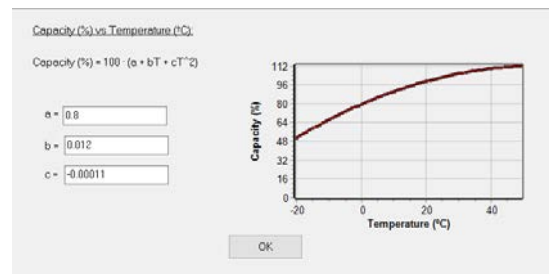 Capacity (%) vs Temperature (ºC):
Capacity (%) = 100 · (a + bT + cT^2)
a = 0.8
b = 0.012
c = -0.00011
Capacity (%)
112
96
80
64
48
32
16
0
-20 0 20 40
Temperature (ºC)
OK